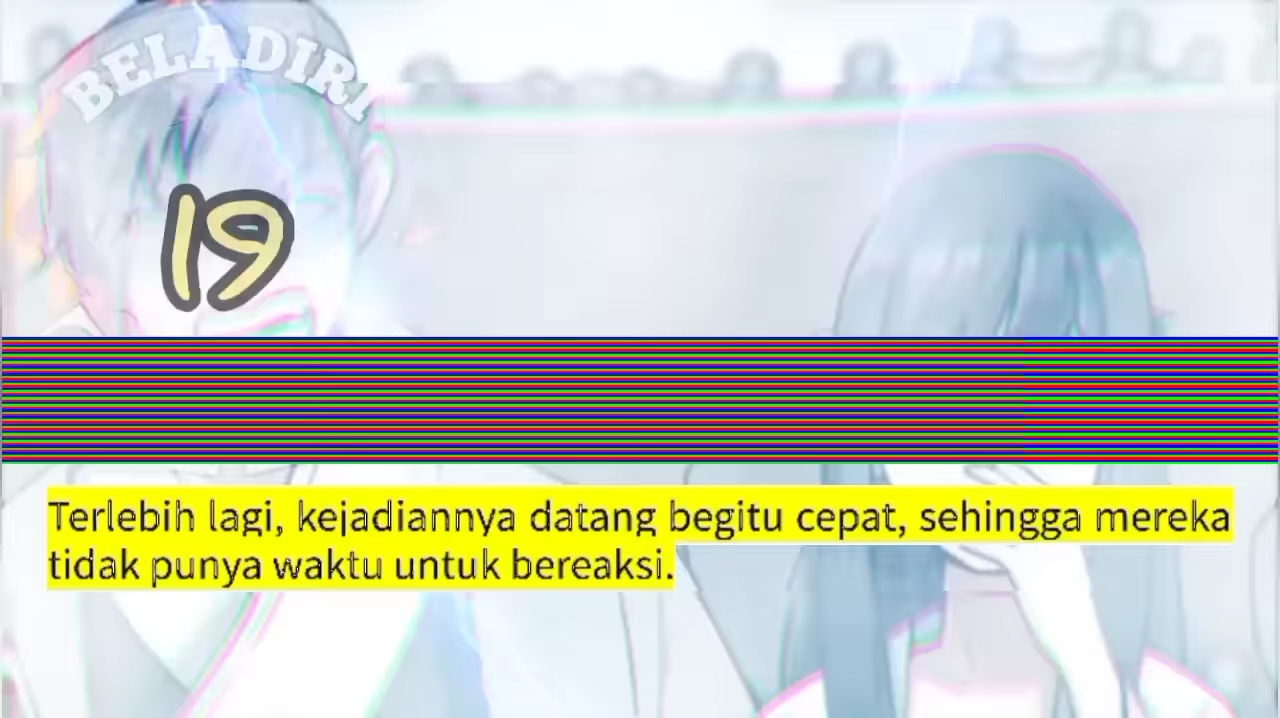 BELADIRI
19
Terlebih lagi, kejadiannya datang begitu cepat, sehingga mereka
tidak punya waktu untuk bereaksi.